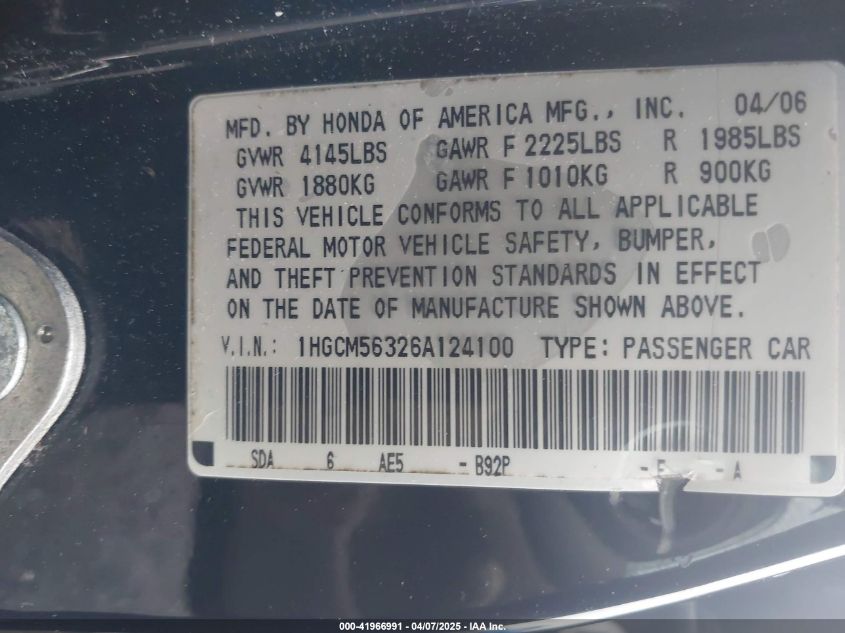 MFD. BY HONDA OF AMERICA MFG., INC. 04/06
GVWR 4145LBS GAWR F 2225LBS R 1985LBS
GVWR 1880KG GAWR F 1010KG R 900KG
THIS VEHICLE CONFORMS TO ALL APPLICABLE
FEDERAL MOTOR VEHICLE SAFETY, BUMPER,
AND THEFT PREVENTION STANDARDS IN EFFECT
ON THE DATE OF MANUFACTURE SHOWN ABOVE.
V.I.N.: 1HGCM56326A124100 TYPE: PASSENGER CAR
SDA 6 AE5 - B92P - E - A
000-41966991 - 04/07/2025 - IAA Inc.